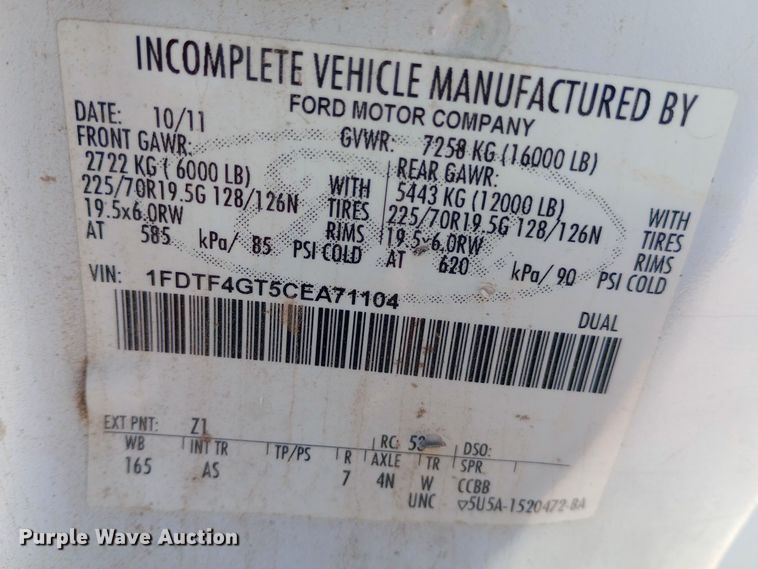 INCOMPLETE VEHICLE MANUFACTURED BY
FORD MOTOR COMPANY
DATE: 10/11 GVWR: 7258 KG (16000 LB)
FRONT GAWR: REAR GAWR:
2722 KG ( 6000 LB) WITH 5443 KG (12000 LB) WITH
225/70R19.5G 128/126N TIRES 225/70R19.5G 128/126N TIRES
19.5x6.0RW RIMS 19.5x6.0RW RIMS
AT 585 kPa/ 85 PSI COLD AT 620 kPa/ 90 PSI COLD
VIN: 1FDTF4GT5CEA71104
DUAL
EXT PNT: Z1 RC: 53 DSO:
WB INT TR TP/PS R AXLE TR SPR
165 AS 7 4N W CCBB
UNC 5U5A-1520472-BA
Purple Wave Auction